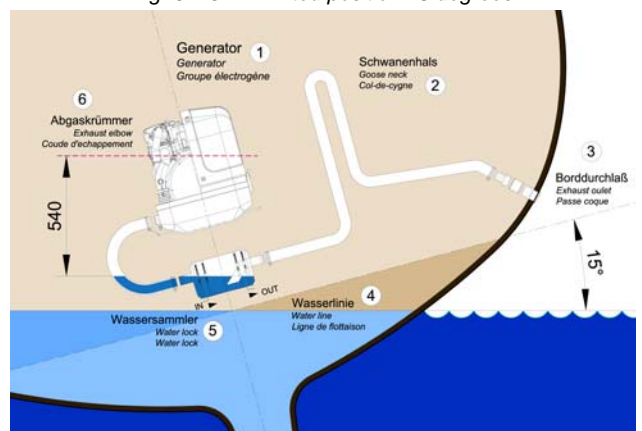 Generator 1
Generator
Groupe électrogène
Schwanenhals
Goose neck
Col-de-cygne
2
6
Abgaskrümmer
Exhaust elbow
Coude d'echappement
3
Borddurchlaß
Exhaust oulet
Passe coque
540
15°
IN
OUT
Wasserlinie 4
Water line
Ligne de flottaison
Wassersammler 5
Water lock
Water lock